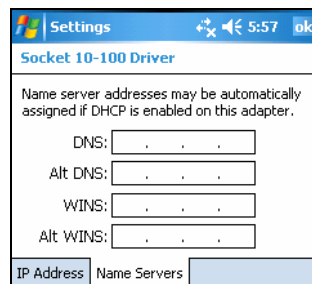 Settings 5:57 ok
Socket 10-100 Driver
Name server addresses may be automatically
assigned if DHCP is enabled on this adapter.
DNS: . . .
Alt DNS: . . .
WINS: . . .
Alt WINS: . . .
IP Address Name Servers